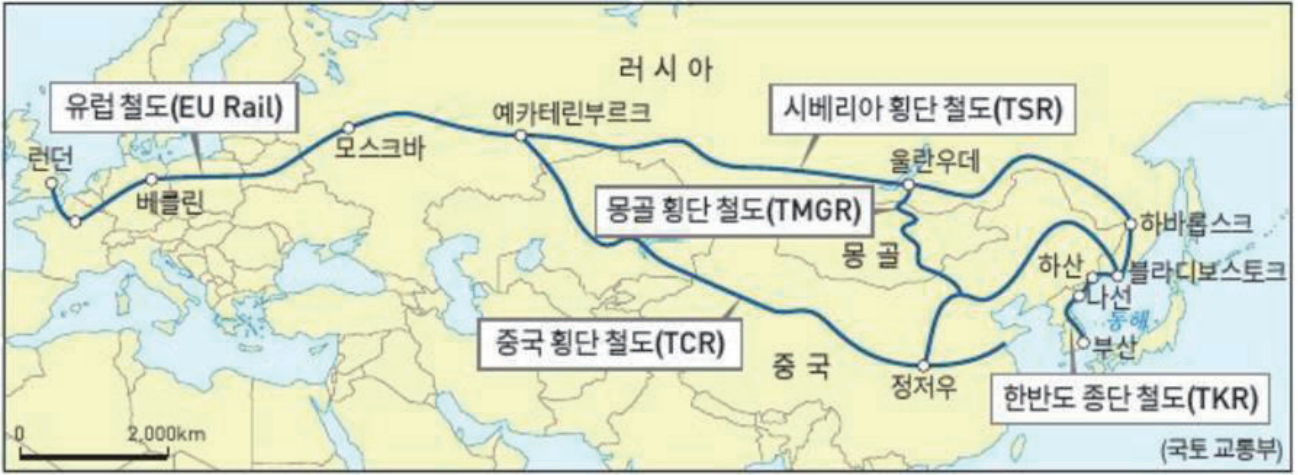 러 시 아
유럽 철도(EU Rail)
예카테린부르크
시베리아 횡단 철도(TSR)
런던
모스크바
울란우데
베를린
몽골 횡단 철도(TMGR)
하바롭스크
몽 골
하산
블라디보스토크
나선
동해
중국 횡단 철도(TCR)
부산
중 국
정저우
한반도 종단 철도(TKR)
0 2,000km
(국토 교통부)